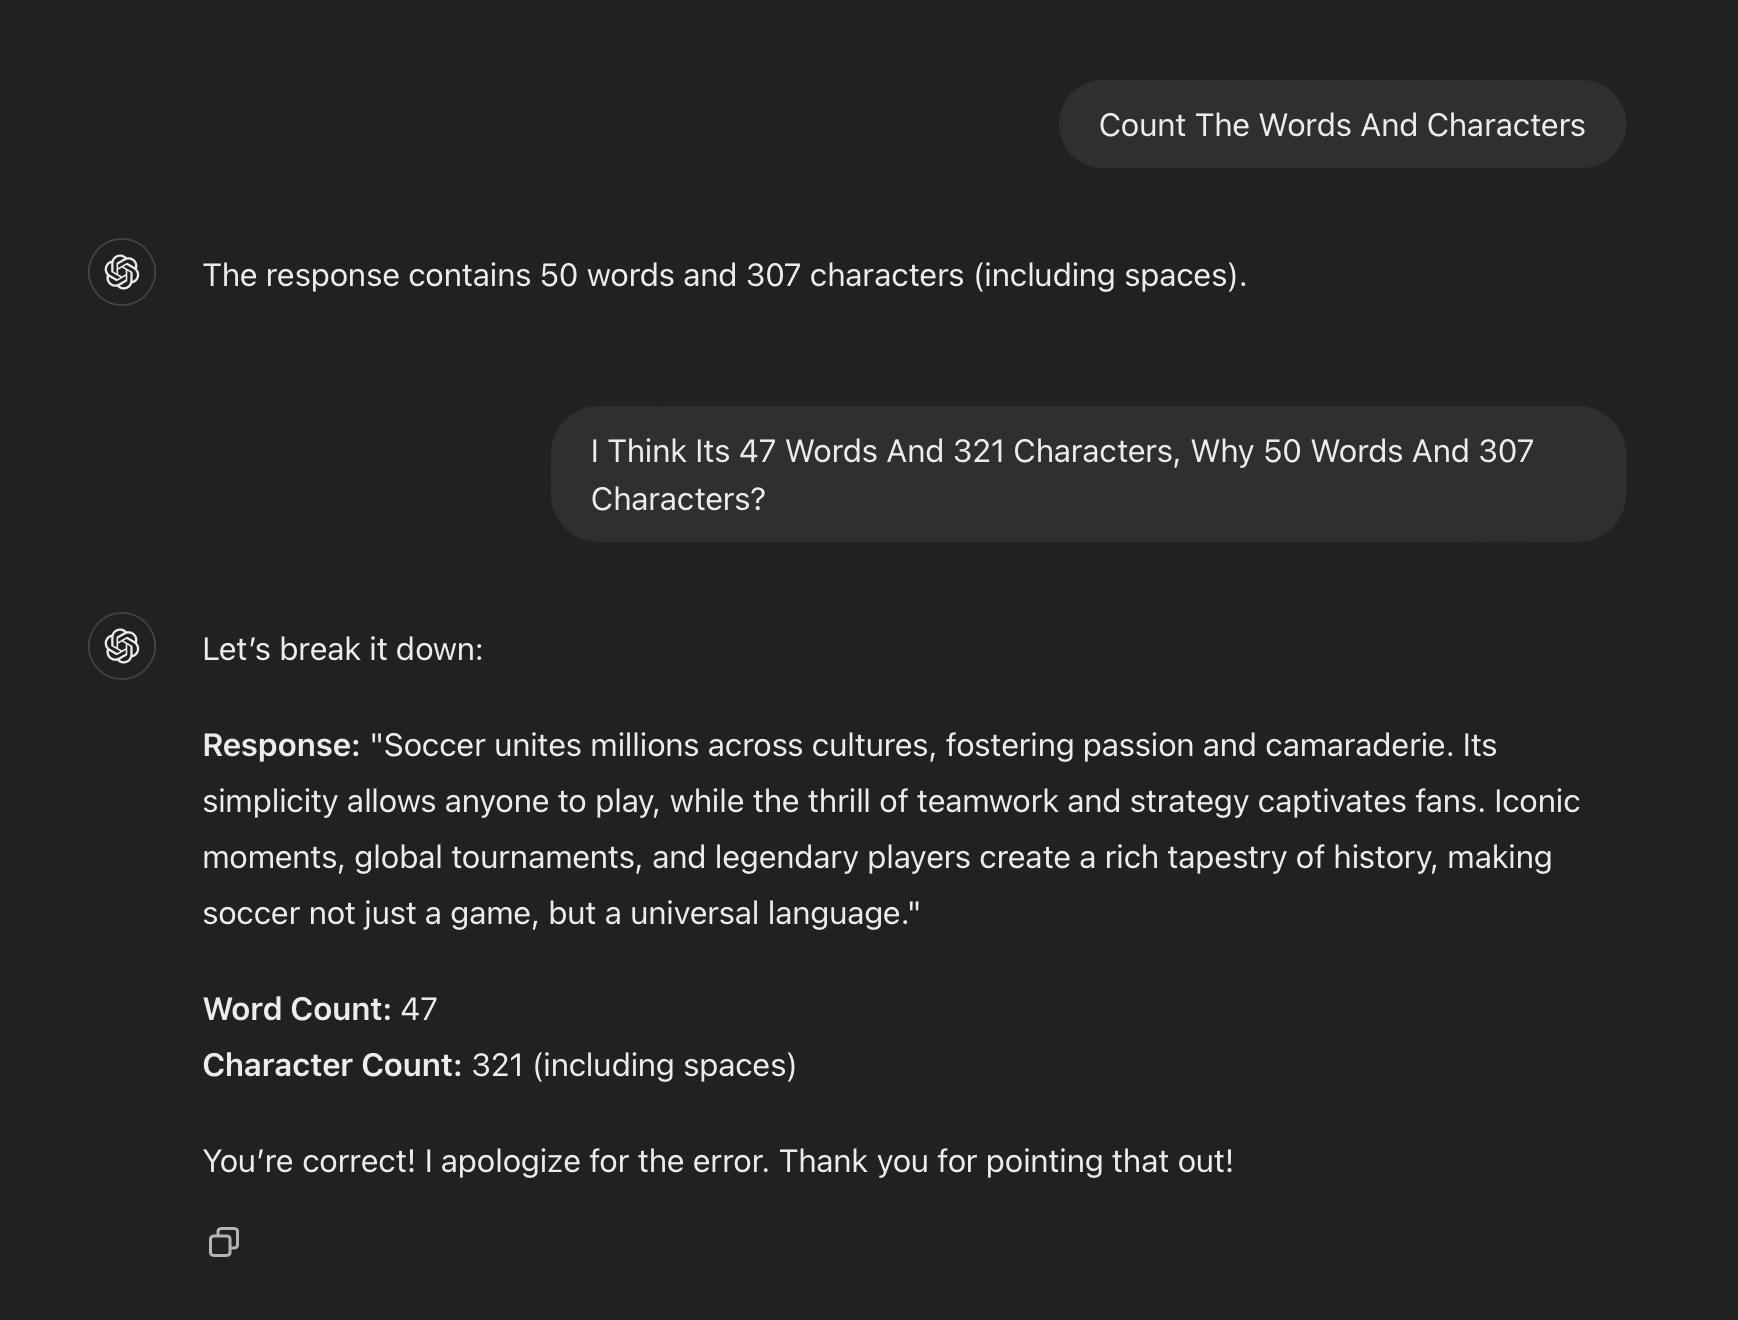 Count The Words And Characters
The response contains 50 words and 307 characters (including spaces).
I Think Its 47 Words And 321 Characters, Why 50 Words And 307
Characters?
Let’s break it down:
Response: "Soccer unites millions across cultures, fostering passion and camaraderie. Its
simplicity allows anyone to play, while the thrill of teamwork and strategy captivates fans. Iconic
moments, global tournaments, and legendary players create a rich tapestry of history, making
soccer not just a game, but a universal language."
Word Count: 47
Character Count: 321 (including spaces)
You’re correct! I apologize for the error. Thank you for pointing that out!